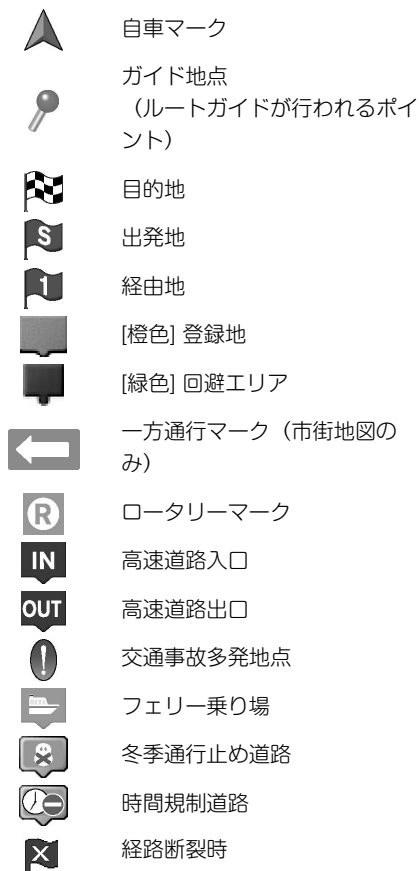 自車マーク
ガイド地点
（ルートガイドが行われるポイ
ント）
目的地
S 出発地
1 経由地
[橙色] 登録地
[緑色] 回避エリア
一方通行マーク（市街地図の
み）
R ロータリーマーク
IN 高速道路入口
OUT 高速道路出口
! 交通事故多発地点
フェリー乗り場
冬季通行止め道路
時間規制道路
X 経路断裂時